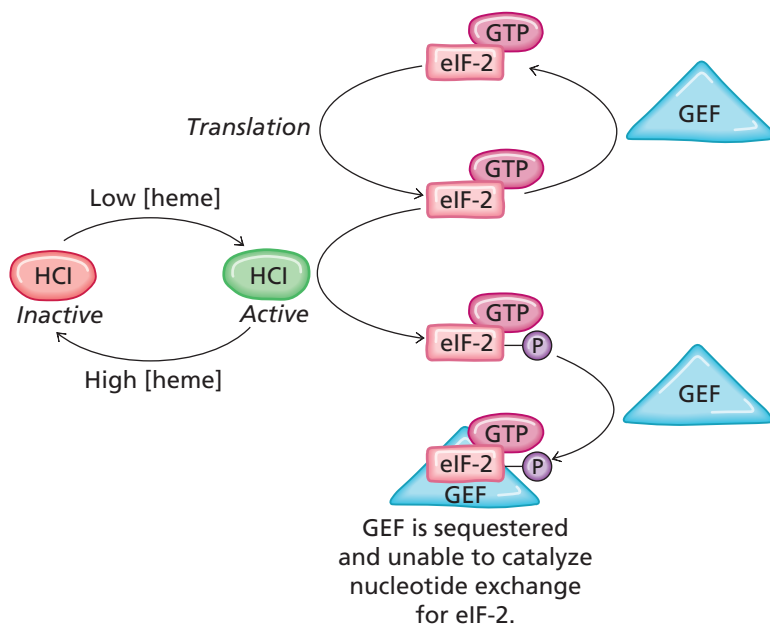 GTP
eIF-2
GEF
Translation
GTP
eIF-2
Low [heme]
HCI
Inactive
HCI
Active
High [heme]
GTP
eIF-2
P
GEF
GTP
eIF-2
P
GEF
GEF is sequestered
and unable to catalyze
nucleotide exchange
for eIF-2.